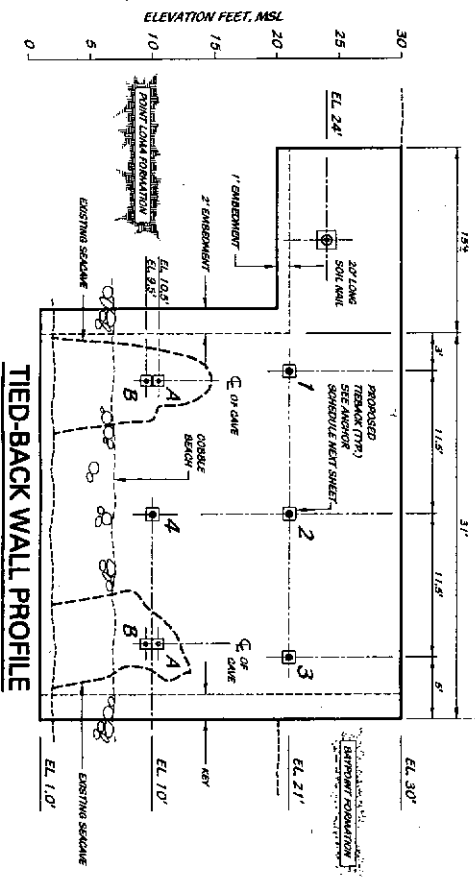 ELEVATION FEET, MSL
0
5
10
15
20
25
30
EL 24'
15'±
31'
3'
11.5'
11.5'
5'
20' LONG
SOIL NAIL
1' EMBEDMENT
PROPOSED
TIEBACK (TYP.)
SEE ANCHOR
SCHEDULE NEXT SHEET
1
2
3
4
POINT LOMA FORMATION
2' EMBEDMENT
EL 10.5'
EL 9.5'
EXISTING SEACAVE
A
B
℄ OF CAVE
COBBLE
BEACH
A
B
℄ OF
CAVE
KEY
EXISTING SEACAVE
BAYPOINT FORMATION
EL 30'
EL 21'
EL 10'
EL 1.0'
TIED-BACK WALL PROFILE